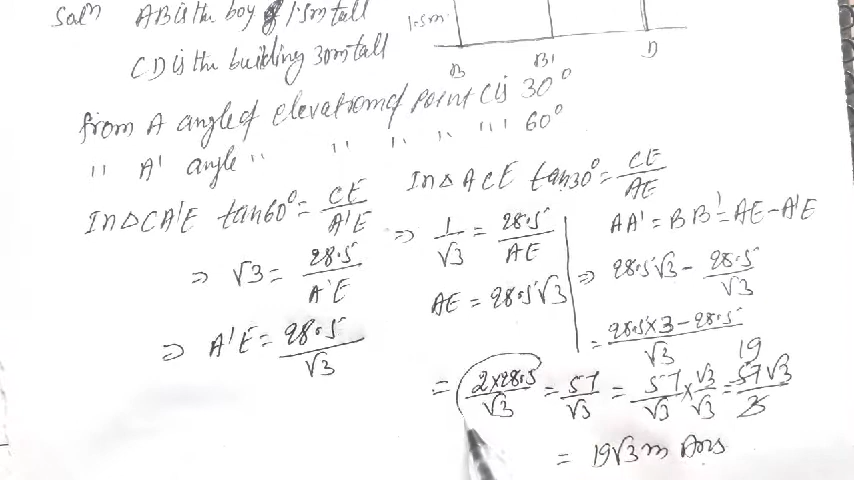 Soln AB is the boy 1.5m tall
CD is the building 30m tall
1.5m
B B' D
from A angle of elevation of point C is 30°
" A' angle " " " " " 60°
In △CA'E tan60° = CE/A'E
⇒ √3 = 28.5/A'E
⇒ A'E = 28.5/√3
In △ACE tan30° = CE/AE
⇒ 1/√3 = 28.5/AE
AE = 28.5√3
AA' = BB' = AE - A'E
⇒ 28.5√3 - 28.5/√3
= 28.5×3 - 28.5/√3
= 2×28.5/√3 = 57/√3 = 57/√3 × √3/√3 = 19 57√3/3
= 19√3 m Ans